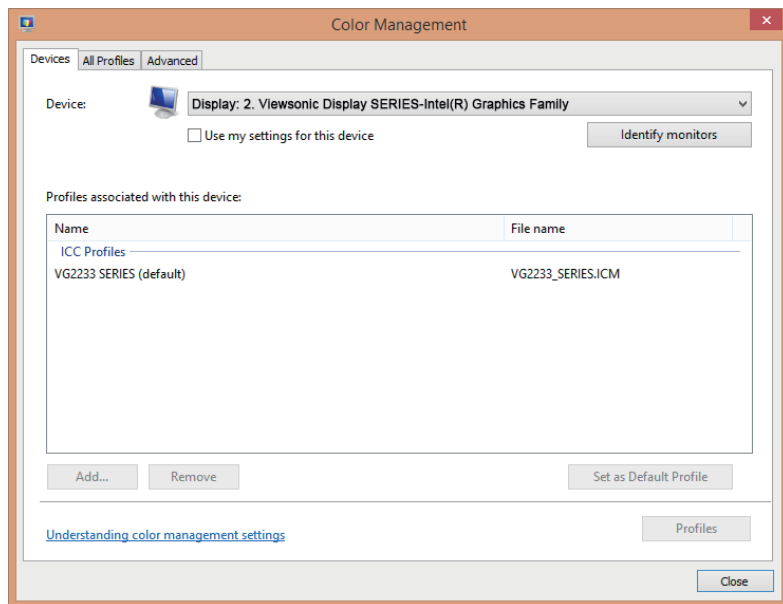 Color Management
Devices All Profiles Advanced
Device: Display: 2. Viewsonic Display SERIES-Intel(R) Graphics Family
Use my settings for this device Identify monitors
Profiles associated with this device:
Name File name
ICC Profiles
VG2233 SERIES (default) VG2233_SERIES.ICM
Add... Remove Set as Default Profile
Understanding color management settings Profiles
Close